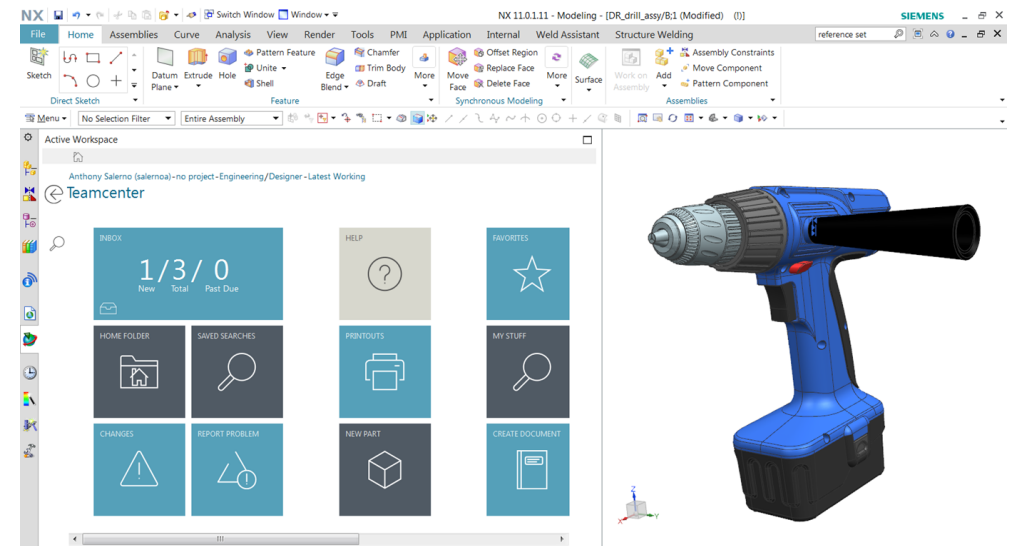 NX
Switch Window
Window
NX 11.0.1.11 - Modeling - [DR_drill_assy/B;1 (Modified) (!)]
SIEMENS
File
Home
Assemblies
Curve
Analysis
View
Render
Tools
PMI
Application
Internal
Weld Assistant
Structure Welding
reference set
Sketch
Datum
Plane
Extrude
Hole
Pattern Feature
Unite
Shell
Edge
Blend
Chamfer
Trim Body
Draft
More
Move
Face
Offset Region
Replace Face
Delete Face
More
Surface
Work on
Assembly
Add
Assembly Constraints
Move Component
Pattern Component
Direct Sketch
Feature
Synchronous Modeling
Assemblies
Menu
No Selection Filter
Entire Assembly
Active Workspace
Anthony Salerno (salernoa)-no project-Engineering/Designer-Latest Working
Teamcenter
INBOX
1/3/0
New
Total
Past Due
HELP
FAVORITES
HOME FOLDER
SAVED SEARCHES
PRINTOUTS
MY STUFF
CHANGES
REPORT PROBLEM
NEW PART
CREATE DOCUMENT
Z
X
Y